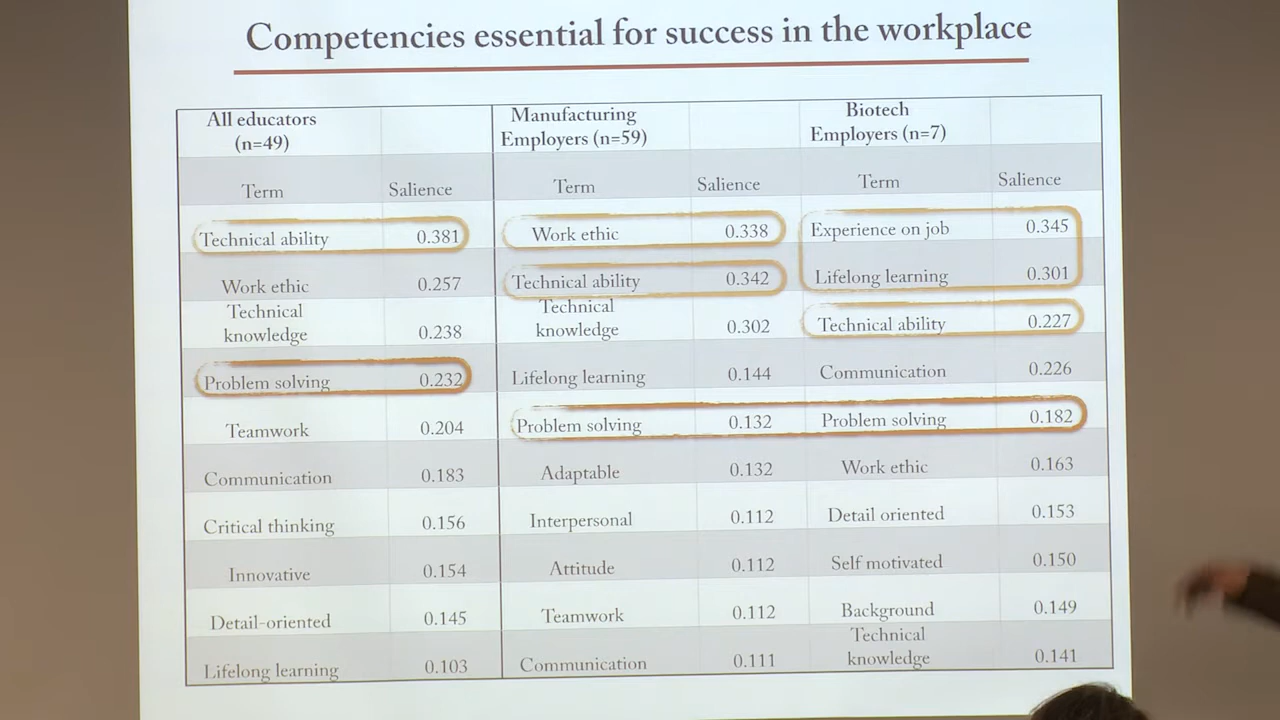 Competencies essential for success in the workplace
All educators (n=49) Manufacturing Employers (n=59) Biotech Employers (n=7)
Term Salience Term Salience Term Salience
Technical ability 0.381 Work ethic 0.338 Experience on job 0.345
Work ethic 0.257 Technical ability 0.342 Lifelong learning 0.301
Technical knowledge 0.238 Technical knowledge 0.302 Technical ability 0.227
Problem solving 0.232 Lifelong learning 0.144 Communication 0.226
Teamwork 0.204 Problem solving 0.132 Problem solving 0.182
Communication 0.183 Adaptable 0.132 Work ethic 0.163
Critical thinking 0.156 Interpersonal 0.112 Detail oriented 0.153
Innovative 0.154 Attitude 0.112 Self motivated 0.150
Detail-oriented 0.145 Teamwork 0.112 Background 0.149
Lifelong learning 0.103 Communication 0.111 Technical knowledge 0.141